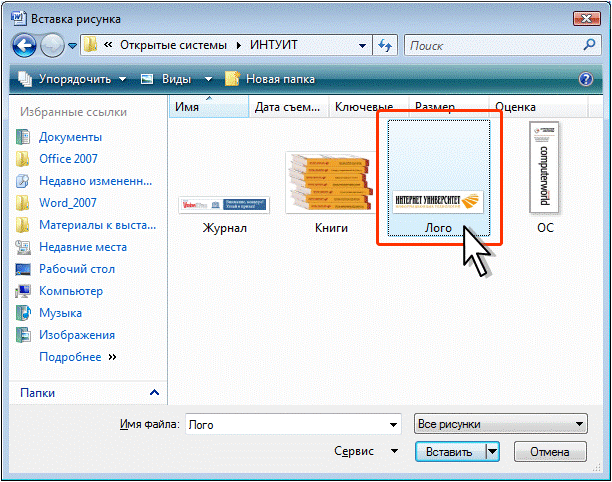 Вставка рисунка
« Открытые системы ▸ ИНТУИТ
Поиск
Упорядочить Виды Новая папка
Избранные ссылки
Имя Дата съем... Ключевые Размер Оценка
Документы
Office 2007
Недавно измененн...
Word_2007
Материалы к выста...
Недавние места
Рабочий стол
Компьютер
Музыка
Изображения
Подробнее »
Папки
ИНТЕРНЕТ УНИВЕРСИТЕТ
computerworld
Журнал Книги Лого ОС
Имя файла: Лого Все рисунки
Сервис Вставить Отмена